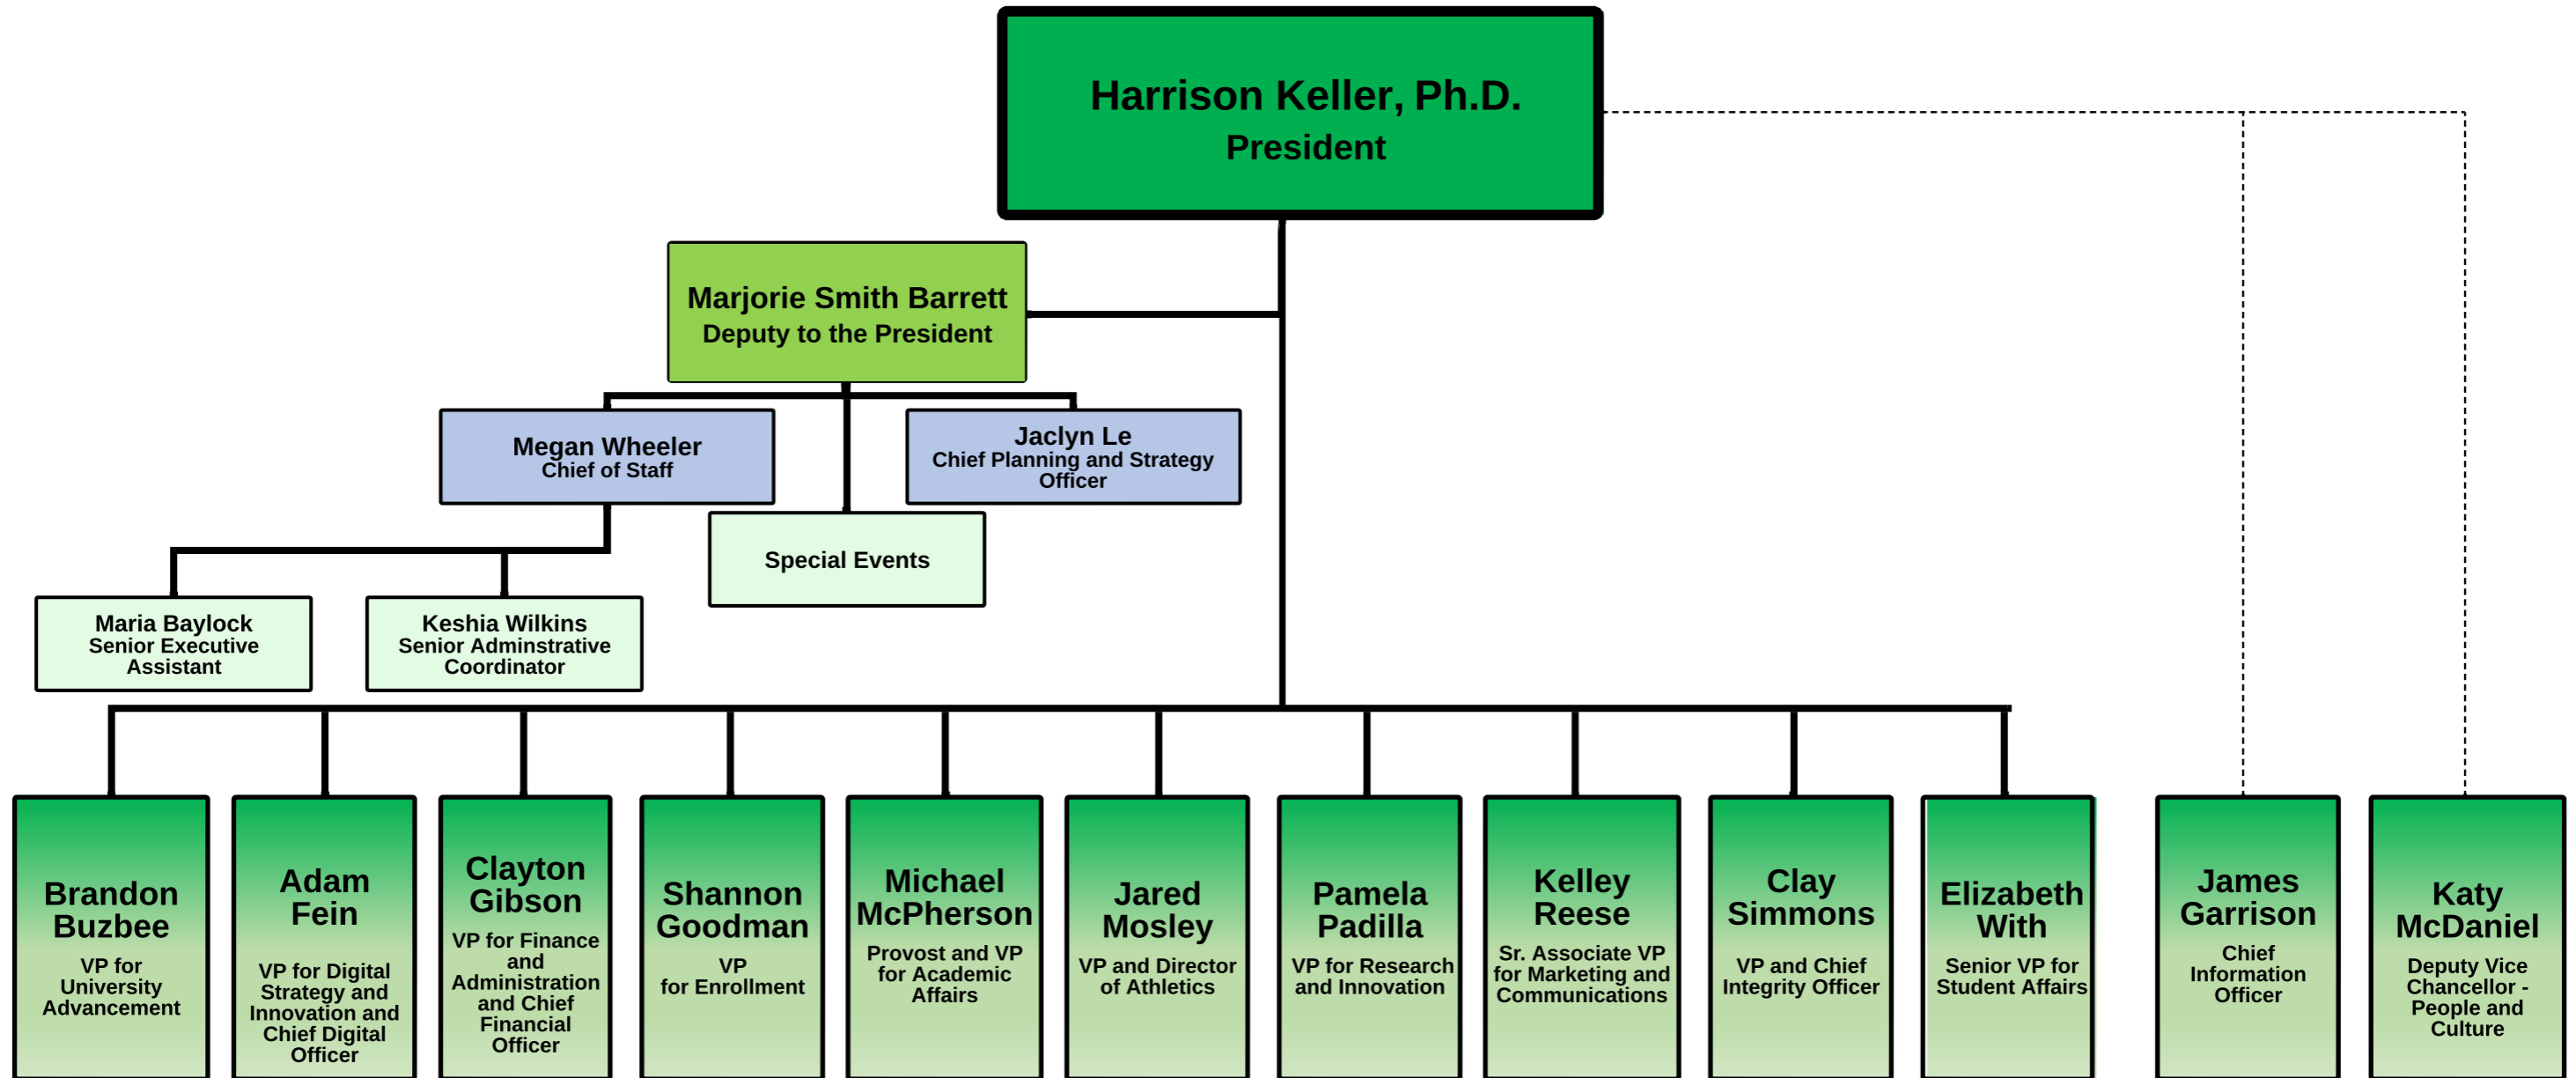 Harrison Keller, Ph.D.
President
Marjorie Smith Barrett
Deputy to the President
Megan Wheeler
Chief of Staff
Jaclyn Le
Chief Planning and Strategy
Officer
Special Events
Maria Baylock
Senior Executive
Assistant
Keshia Wilkins
Senior Adminstrative
Coordinator
Brandon
Buzbee
VP for
University
Advancement
Adam
Fein
VP for Digital
Strategy and
Innovation and
Chief Digital
Officer
Clayton
Gibson
VP for Finance
and
Administration
and Chief
Financial
Officer
Shannon
Goodman
VP
for Enrollment
Michael
McPherson
Provost and VP
for Academic
Affairs
Jared
Mosley
VP and Director
of Athletics
Pamela
Padilla
VP for Research
and Innovation
Kelley
Reese
Sr. Associate VP
for Marketing and
Communications
Clay
Simmons
VP and Chief
Integrity Officer
Elizabeth
With
Senior VP for
Student Affairs
James
Garrison
Chief
Information
Officer
Katy
McDaniel
Deputy Vice
Chancellor -
People and
Culture